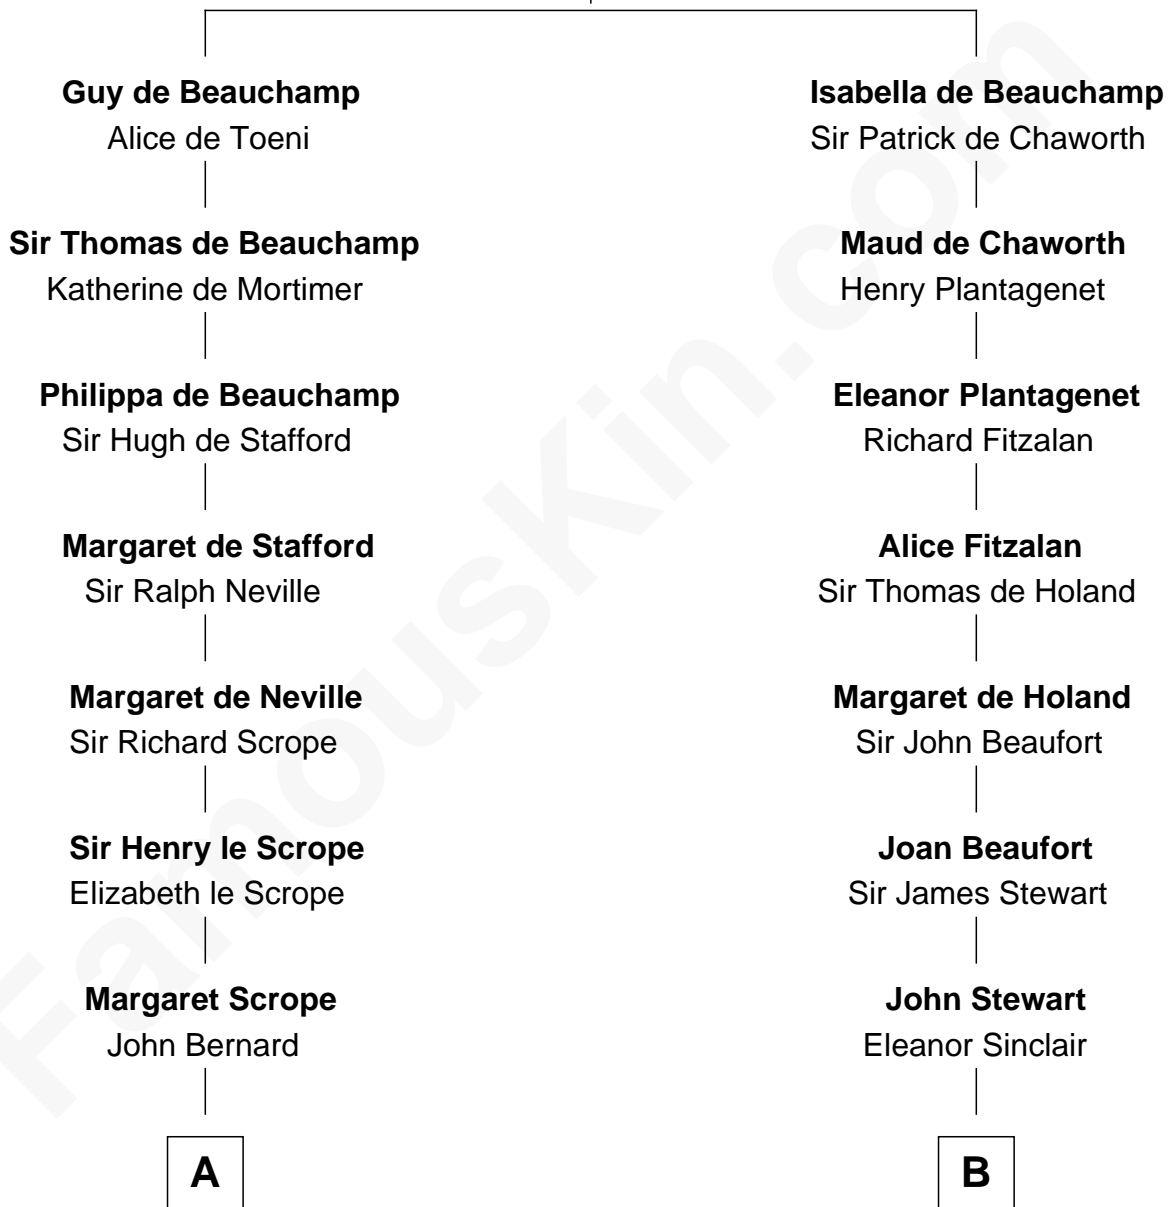 Guy de Beauchamp
Alice de Toeni
Sir Thomas de Beauchamp
Katherine de Mortimer
Philippa de Beauchamp
Sir Hugh de Stafford
Margaret de Stafford
Sir Ralph Neville
Margaret de Neville
Sir Richard Scrope
Sir Henry le Scrope
Elizabeth le Scrope
Margaret Scrope
John Bernard
A
Isabella de Beauchamp
Sir Patrick de Chaworth
Maud de Chaworth
Henry Plantagenet
Eleanor Plantagenet
Richard Fitzalan
Alice Fitzalan
Sir Thomas de Holand
Margaret de Holand
Sir John Beaufort
Joan Beaufort
Sir James Stewart
John Stewart
Eleanor Sinclair
B
FamousKin.com